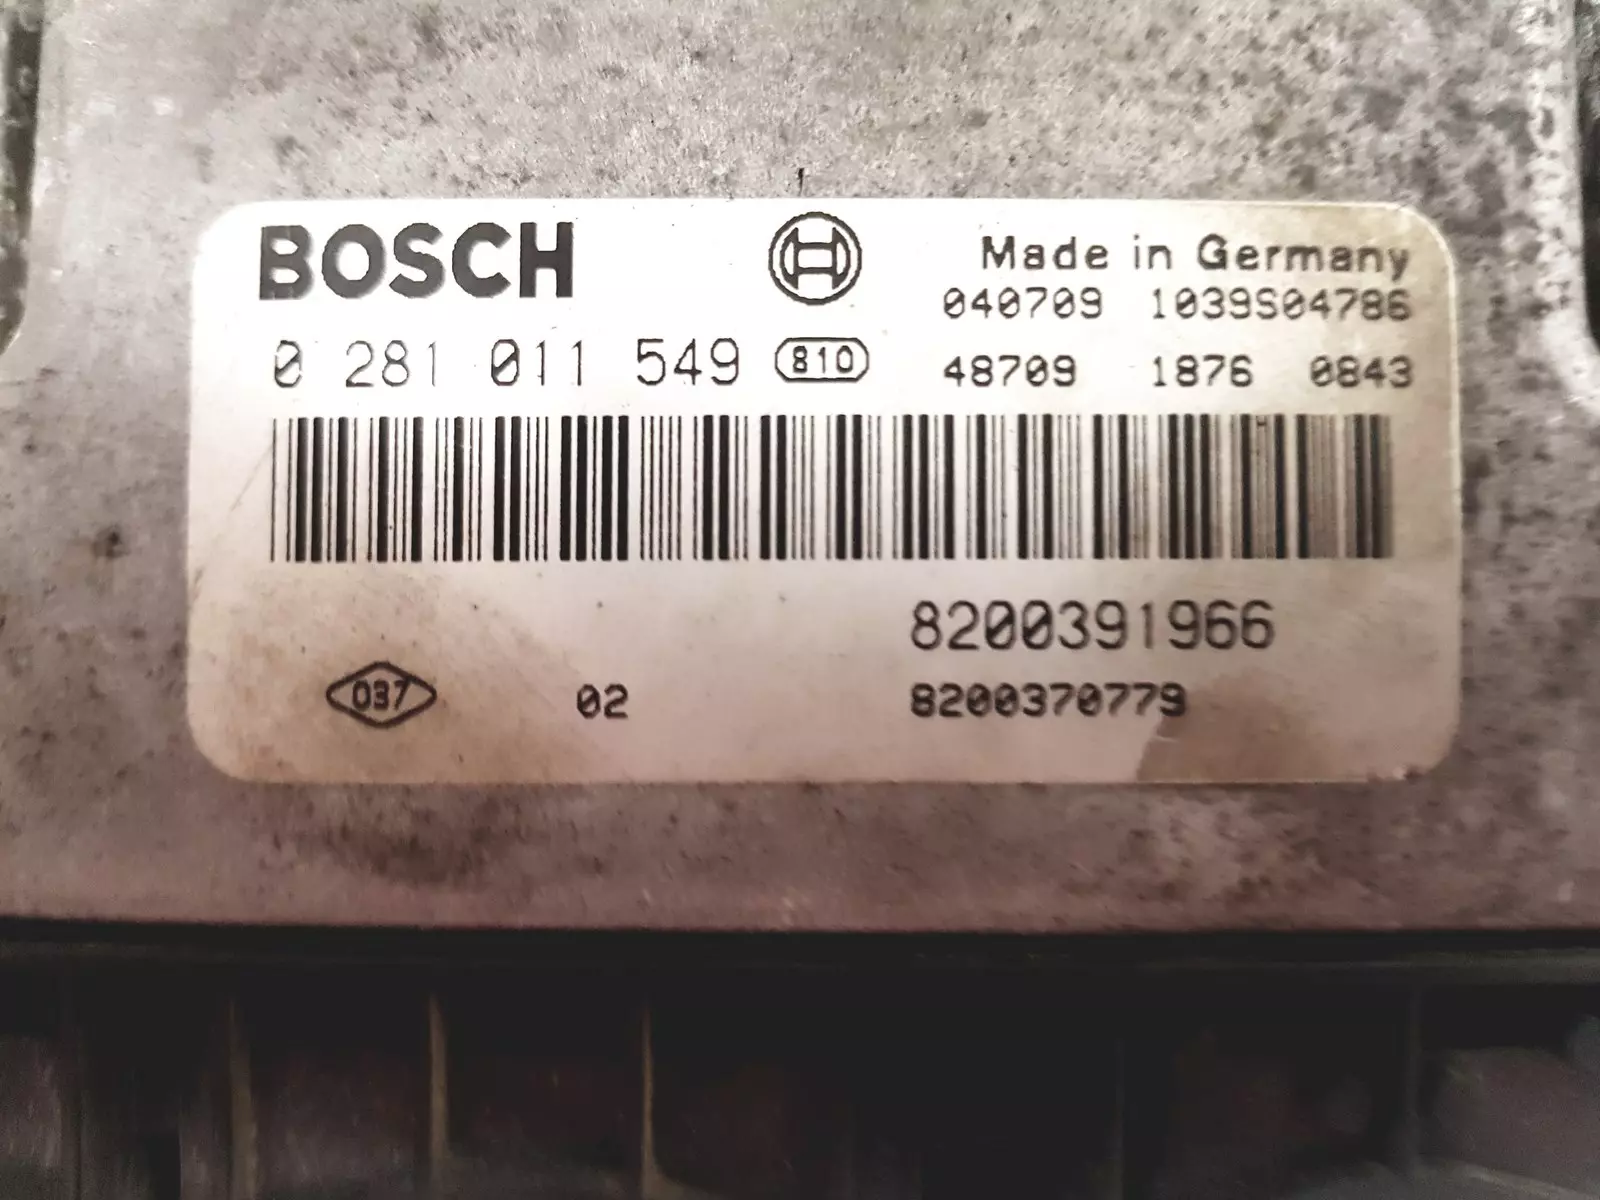 BOSCH
Made in Germany
040709 1039S04786
0 281 011 549 810
48709 1876 0843
8200391966
037 02 8200370779